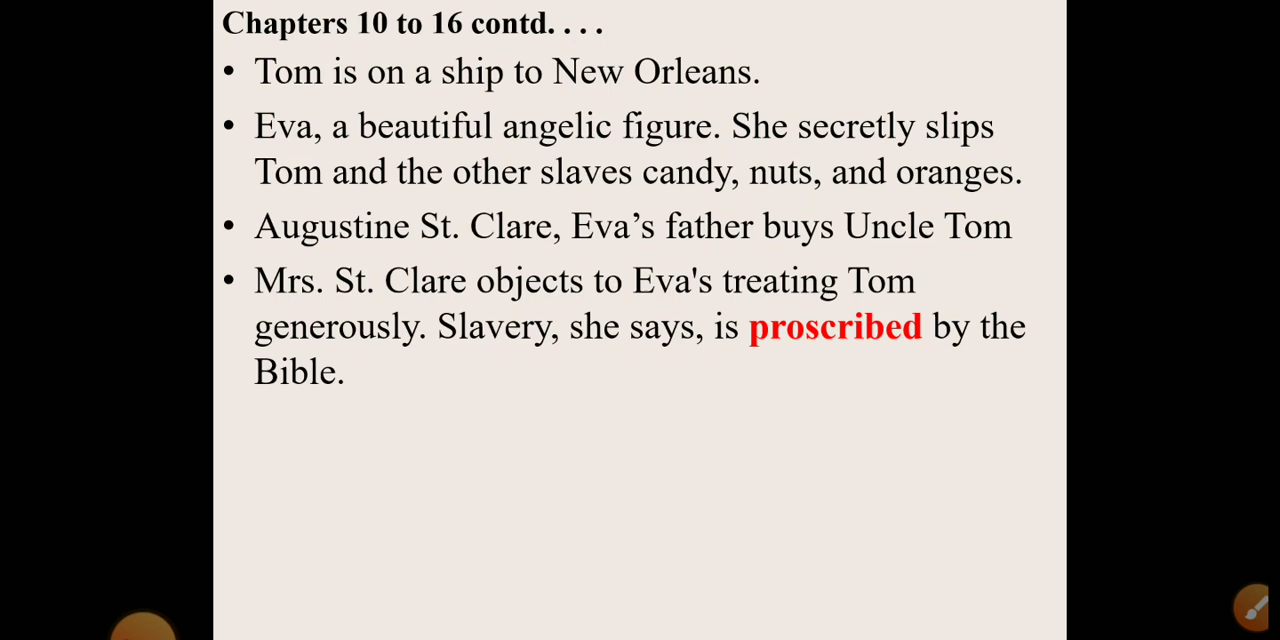 Chapters 10 to 16 contd. . . .
• Tom is on a ship to New Orleans.
• Eva, a beautiful angelic figure. She secretly slips
Tom and the other slaves candy, nuts, and oranges.
• Augustine St. Clare, Eva’s father buys Uncle Tom
• Mrs. St. Clare objects to Eva's treating Tom
generously. Slavery, she says, is proscribed by the
Bible.